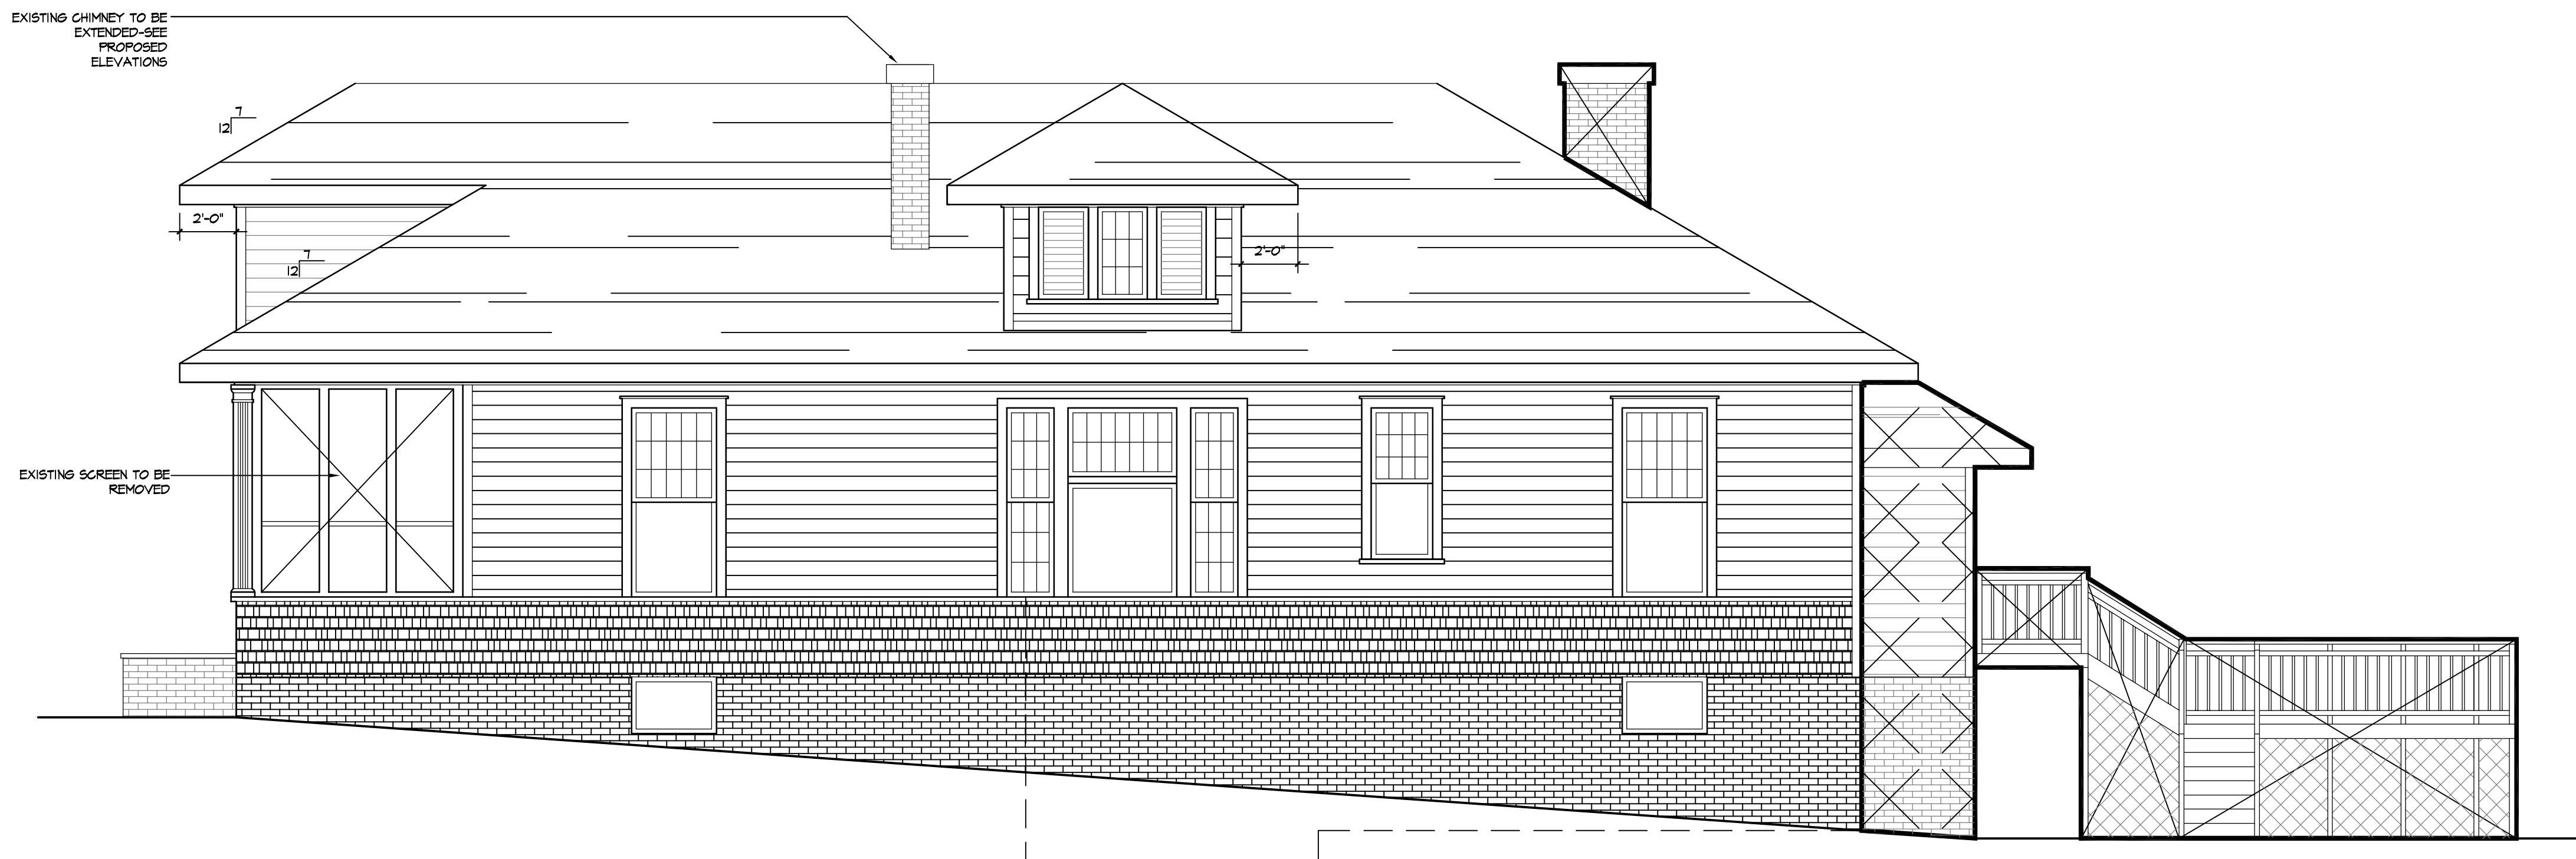 EXISTING CHIMNEY TO BE
EXTENDED-SEE
PROPOSED
ELEVATIONS
7
12
2'-0"
7
12
2'-0"
EXISTING SCREEN TO BE
REMOVED